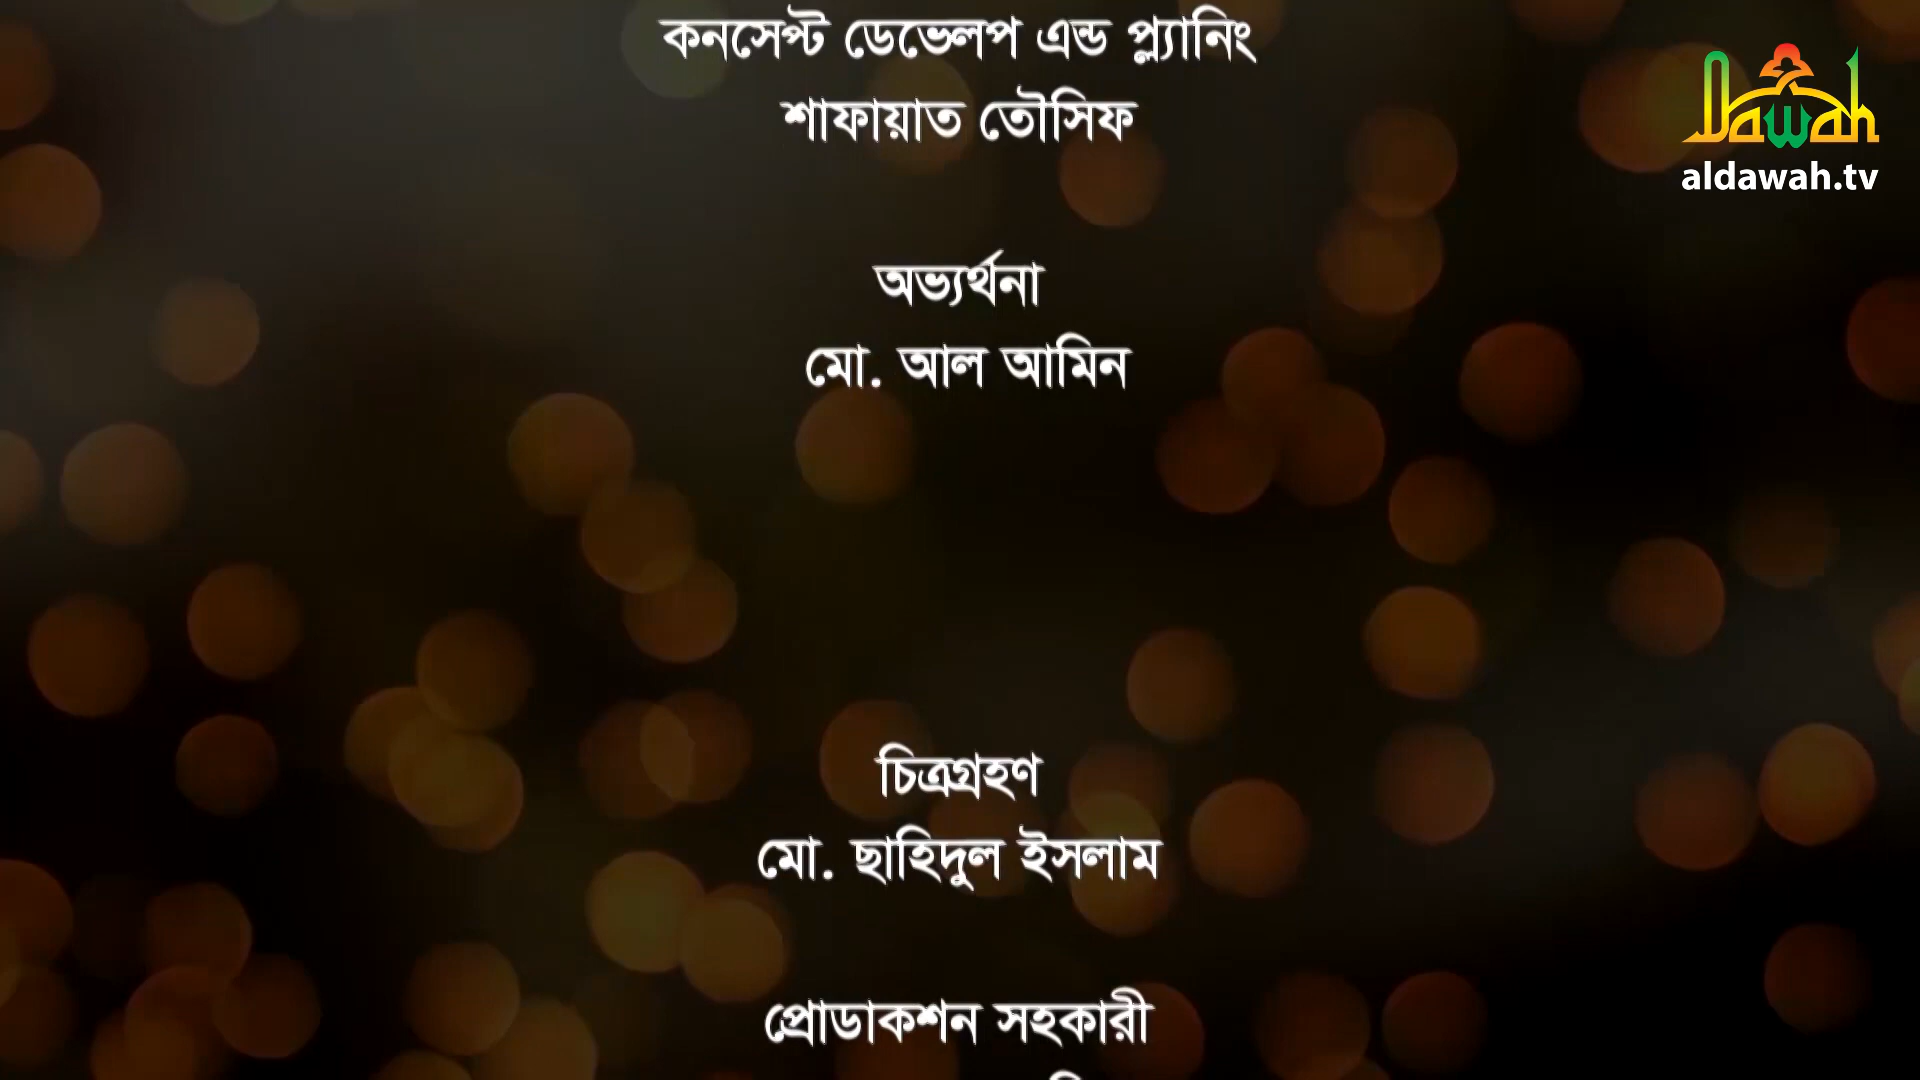 কনসেপ্ট ডেভেলপ এন্ড প্ল্যানিং
শাফায়াত তৌসিফ
Dawah
aldawah.tv
অভ্যর্থনা
মো. আল আমিন
চিত্রগ্রহণ
মো. ছাহিদুল ইসলাম
প্রোডাকশন সহকারী